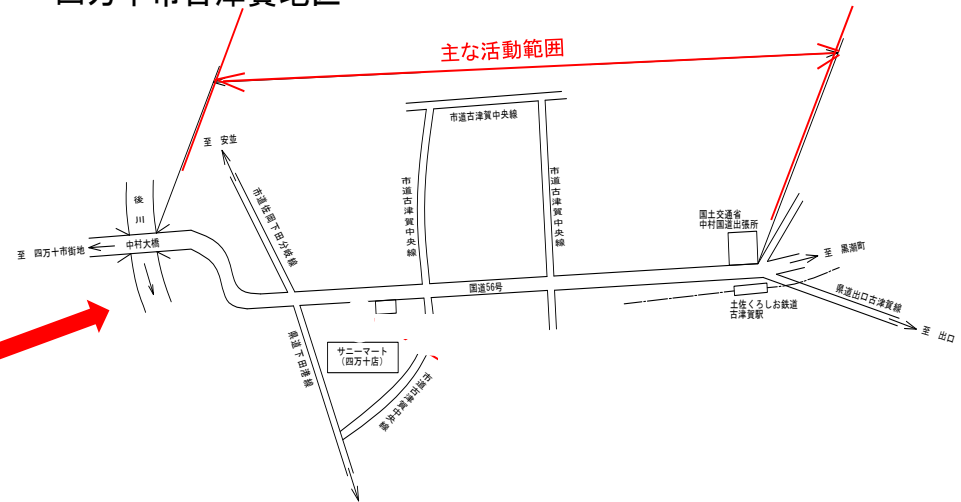 四万十市古津賀地区
主な活動範囲
至 安並
市道古津賀中央線
市道佐岡下田分岐線
市道古津賀中央線
市道古津賀中央線
後川
国土交通省
中村国道出張所
至 四万十市街地
中村大橋
至 黒潮町
国道56号
県道出口古津賀線
土佐くろしお鉄道
古津賀駅
至 出口
県道下田港線
サニーマート
(四万十店)
市道古津賀中央線